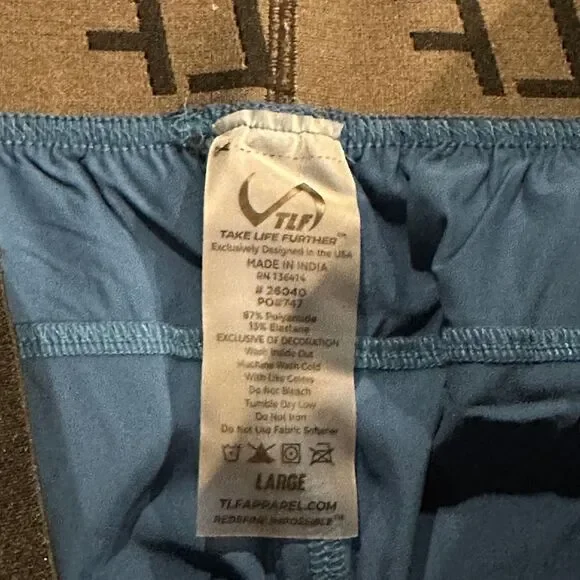 TLF
TAKE LIFE FURTHER™
Exclusively Designed in the USA
MADE IN INDIA
RN 136414
# 26040
PO#747
87% Polyamide
13% Elastane
EXCLUSIVE OF DECORATION
Wash Inside Out
Machine Wash Cold
With Like Colors
Do Not Bleach
Tumble Dry Low
Do Not Iron
Do Not Use Fabric Softener
LARGE
TLFAPPAREL.COM
REDEFINE IMPOSSIBLE™